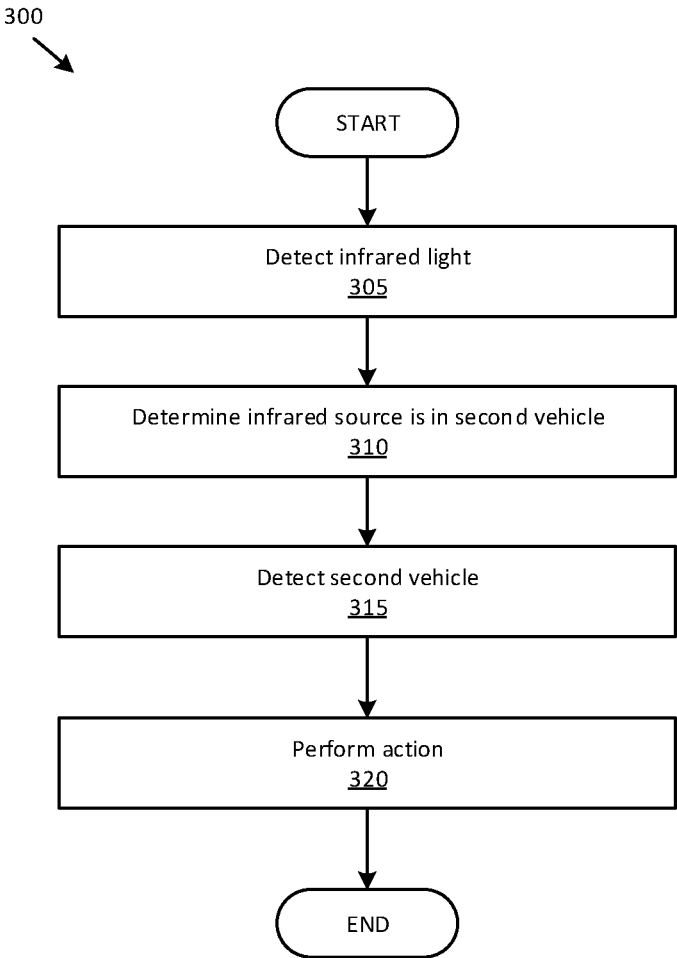 300
START
Detect infrared light
305
Determine infrared source is in second vehicle
310
Detect second vehicle
315
Perform action
320
END